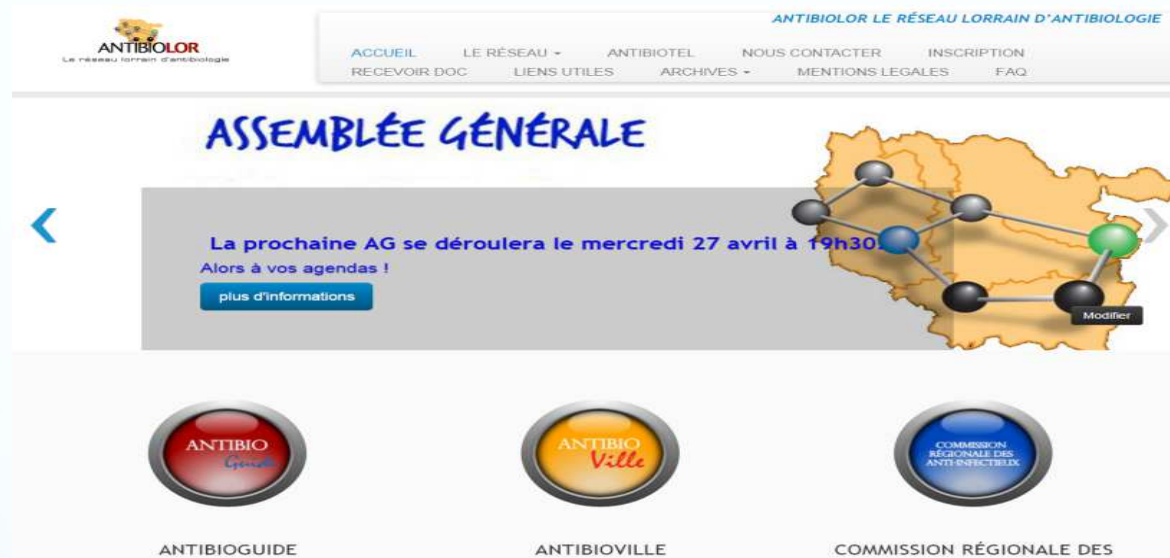 ANTIBIOLOR LE RÉSEAU LORRAIN D'ANTIBIOLOGIE
ANTIBIOLOR
Le réseau lorrain d'antibiologie
ACCUEIL LE RÉSEAU ANTIBIOTEL NOUS CONTACTER INSCRIPTION
RECEVOIR DOC LIENS UTILES ARCHIVES MENTIONS LEGALES FAQ
ASSEMBLÉE GÉNÉRALE
La prochaine AG se déroulera le mercredi 27 avril à 19h30.
Alors à vos agendas !
plus d'informations
Modifier
ANTIBIO
Guide
ANTIBIO
Ville
COMMISSION
RÉGIONALE DES
ANTI-INFECTIEUX
ANTIBIOGUIDE ANTIBIOVILLE COMMISSION RÉGIONALE DES